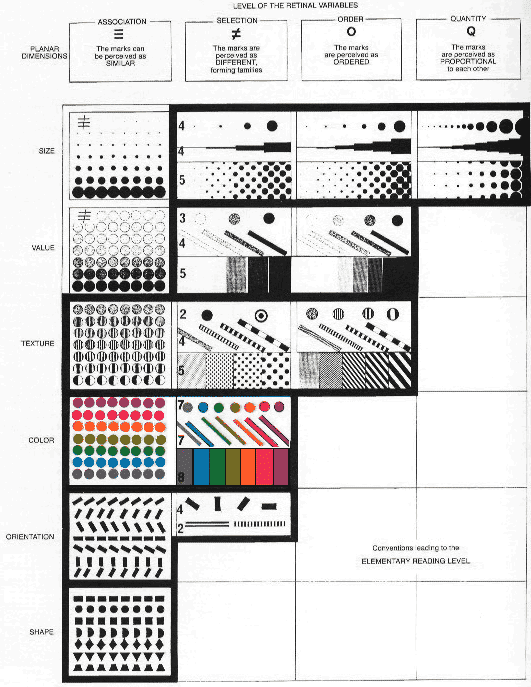 LEVEL OF THE RETINAL VARIABLES
PLANAR
DIMENSIONS
ASSOCIATION
≡
The marks can
be perceived as
SIMILAR
SELECTION
≠
The marks are
perceived as
DIFFERENT,
forming families
ORDER
O
The marks
are perceived as
ORDERED
QUANTITY
Q
The marks
are perceived as
PROPORTIONAL
to each other
SIZE
4
4
5
VALUE
3
4
5
TEXTURE
2
4
5
COLOR
7
7
8
ORIENTATION
4
2
Conventions leading to the
ELEMENTARY READING LEVEL
SHAPE